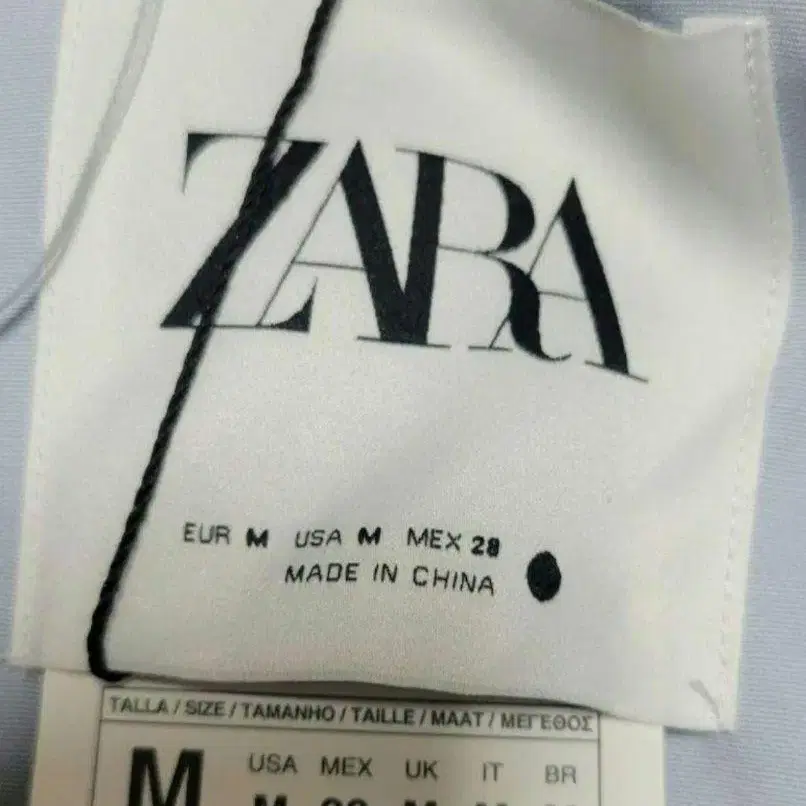 ZARA
EUR M USA M MEX 28
MADE IN CHINA
TALLA / SIZE / TAMANHO / TAILLE / MAAT / ΜΕΓΕΘΟΣ
M USA MEX UK IT BR